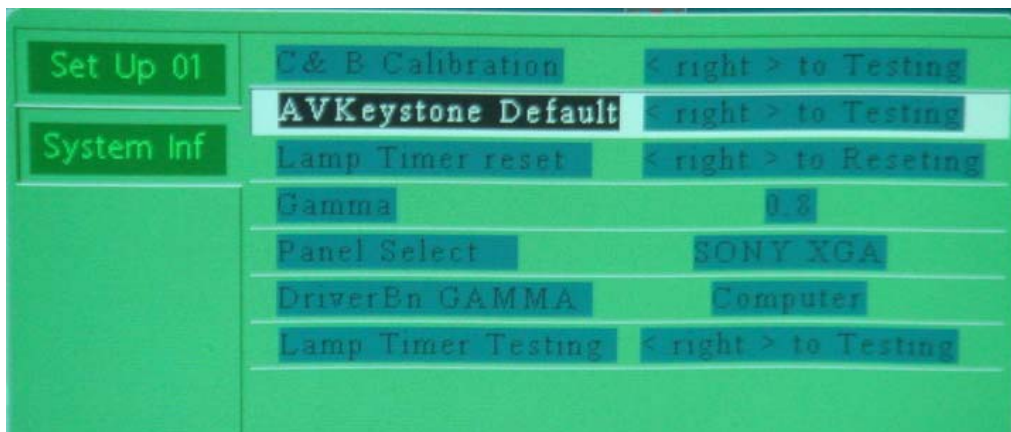 Set Up 01
System Inf
C & B Calibration < right > to Testing
AVKeystone Default < right > to Testing
Lamp Timer reset < right > to Reseting
Gamma 0.8
Panel Select SONY XGA
DriverBn GAMMA Computer
Lamp Timer Testing < right > to Testing